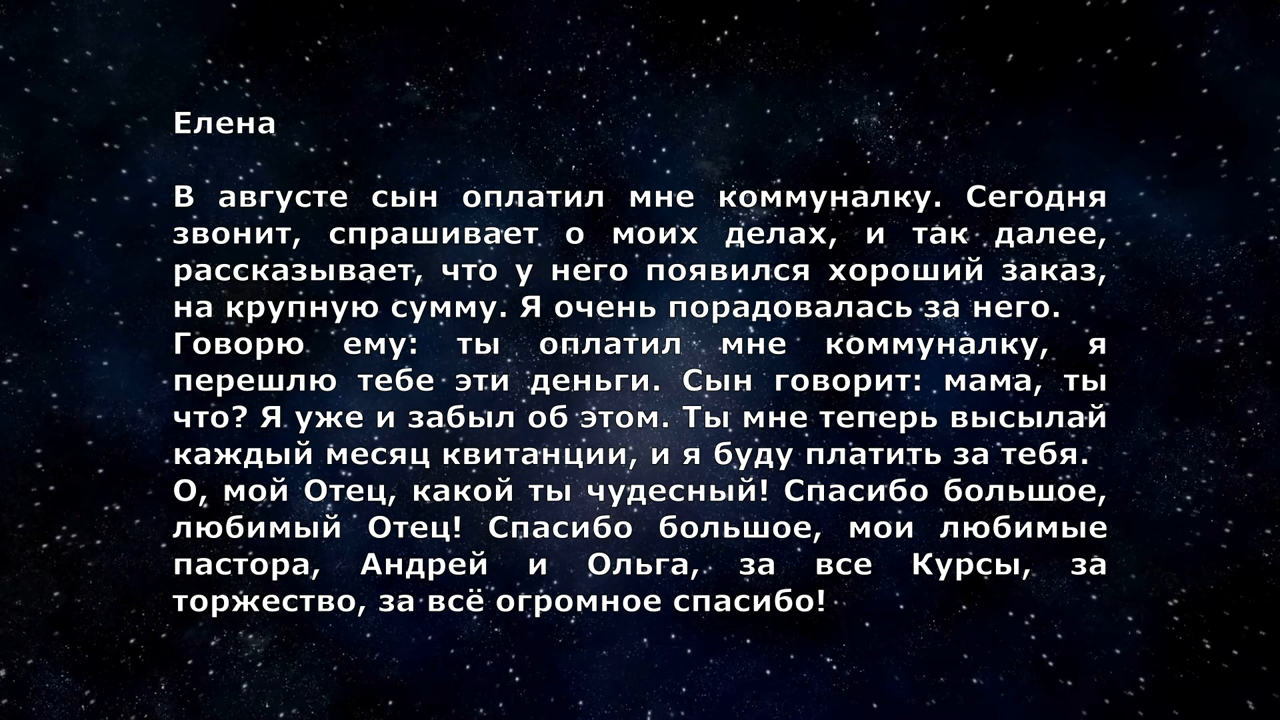 Елена
В августе сын оплатил мне коммуналку. Сегодня
звонит, спрашивает о моих делах, и так далее,
рассказывает, что у него появился хороший заказ,
на крупную сумму. Я очень порадовалась за него.
Говорю ему: ты оплатил мне коммуналку, я
перешлю тебе эти деньги. Сын говорит: мама, ты
что? Я уже и забыл об этом. Ты мне теперь высылай
каждый месяц квитанции, и я буду платить за тебя.
О, мой Отец, какой ты чудесный! Спасибо большое,
любимый Отец! Спасибо большое, мои любимые
пастора, Андрей и Ольга, за все Курсы, за
торжество, за всё огромное спасибо!